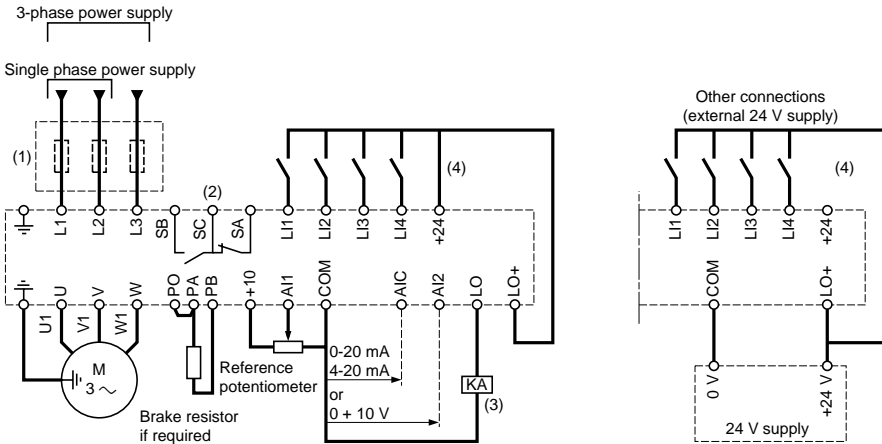 3-phase power supply
Single phase power supply
Other connections
(external 24 V supply)
(1)
(2)
(4)
(4)
L1
L2
L3
SB
SC
SA
LI1
LI2
LI3
LI4
+24
LI1
LI2
LI3
LI4
+24
U
V
W
PO
PA
PB
+10
AI1
COM
AIC
AI2
LO
LO+
COM
LO+
U1
V1
W1
M
3 ~
Reference
potentiometer
0-20 mA
4-20 mA
or
0 + 10 V
KA
(3)
Brake resistor
if required
0 V
+24 V
24 V supply